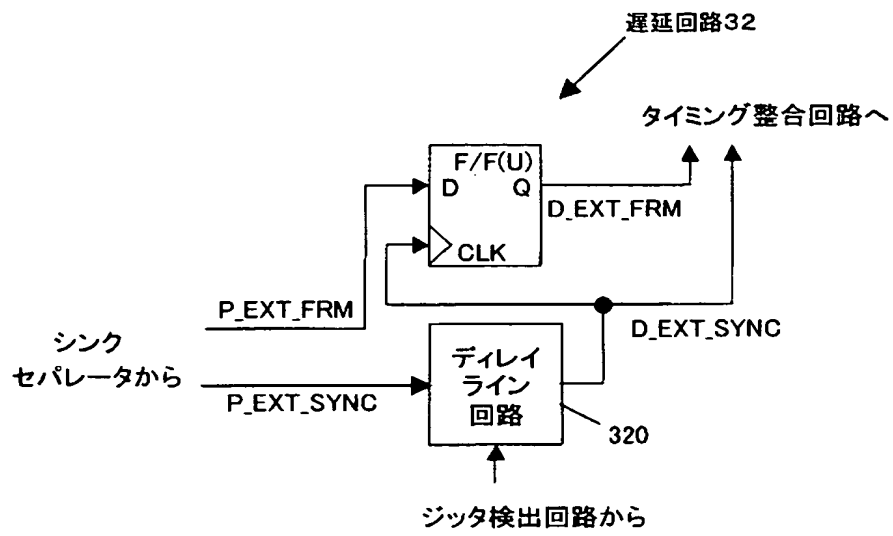 遅延回路32
タイミング整合回路へ
F/F(U)
D Q
D_EXT_FRM
CLK
P_EXT_FRM
D_EXT_SYNC
シンク
セパレータから
ディレイ
ライン
回路
P_EXT_SYNC
320
ジッタ検出回路から